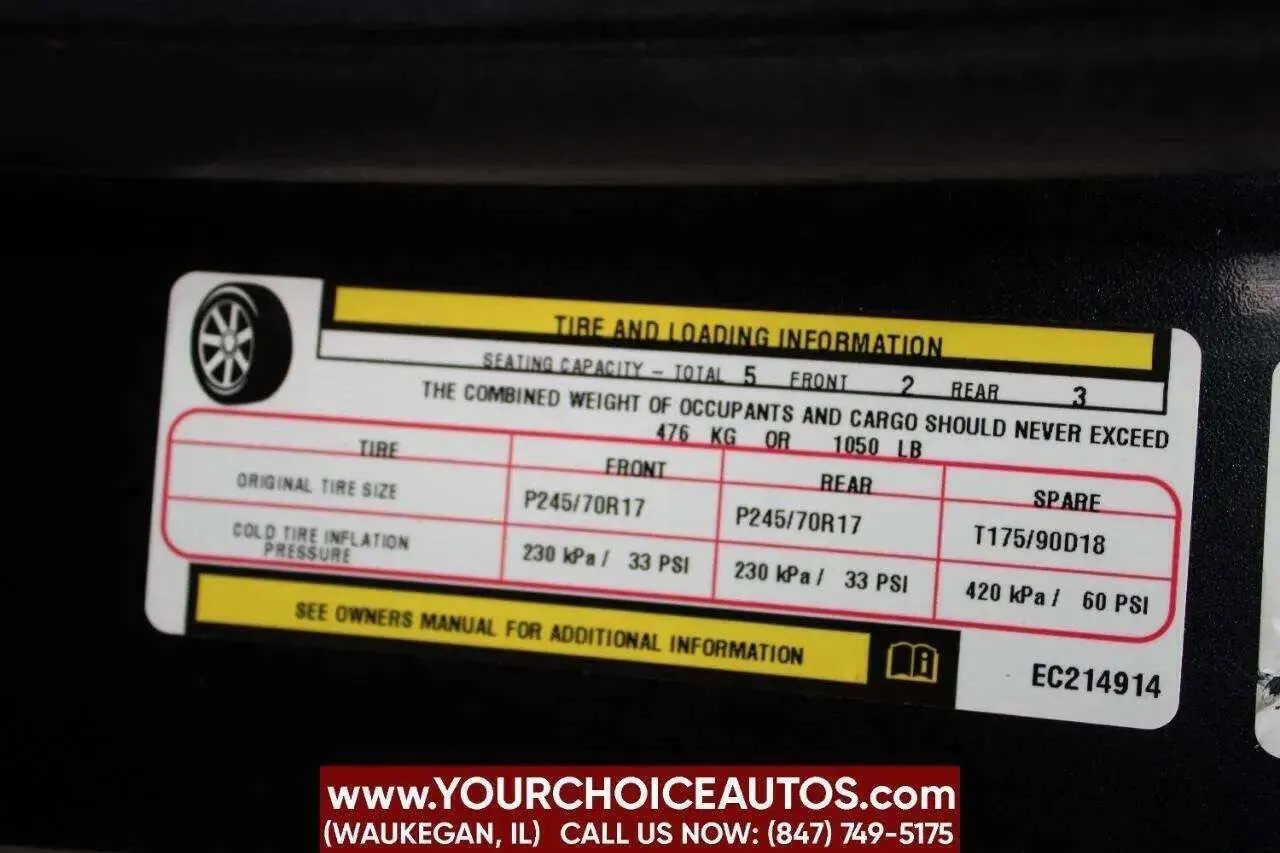 TIRE AND LOADING INFORMATION
SEATING CAPACITY – TOTAL 5 FRONT 2 REAR 3
THE COMBINED WEIGHT OF OCCUPANTS AND CARGO SHOULD NEVER EXCEED
476 KG OR 1050 LB
TIRE FRONT REAR SPARE
ORIGINAL TIRE SIZE P245/70R17 P245/70R17 T175/90D18
COLD TIRE INFLATION PRESSURE 230 kPa / 33 PSI 230 kPa / 33 PSI 420 kPa / 60 PSI
SEE OWNERS MANUAL FOR ADDITIONAL INFORMATION
EC214914
www.YOURCHOICEAUTOS.com
(WAUKEGAN, IL) CALL US NOW: (847) 749-5175